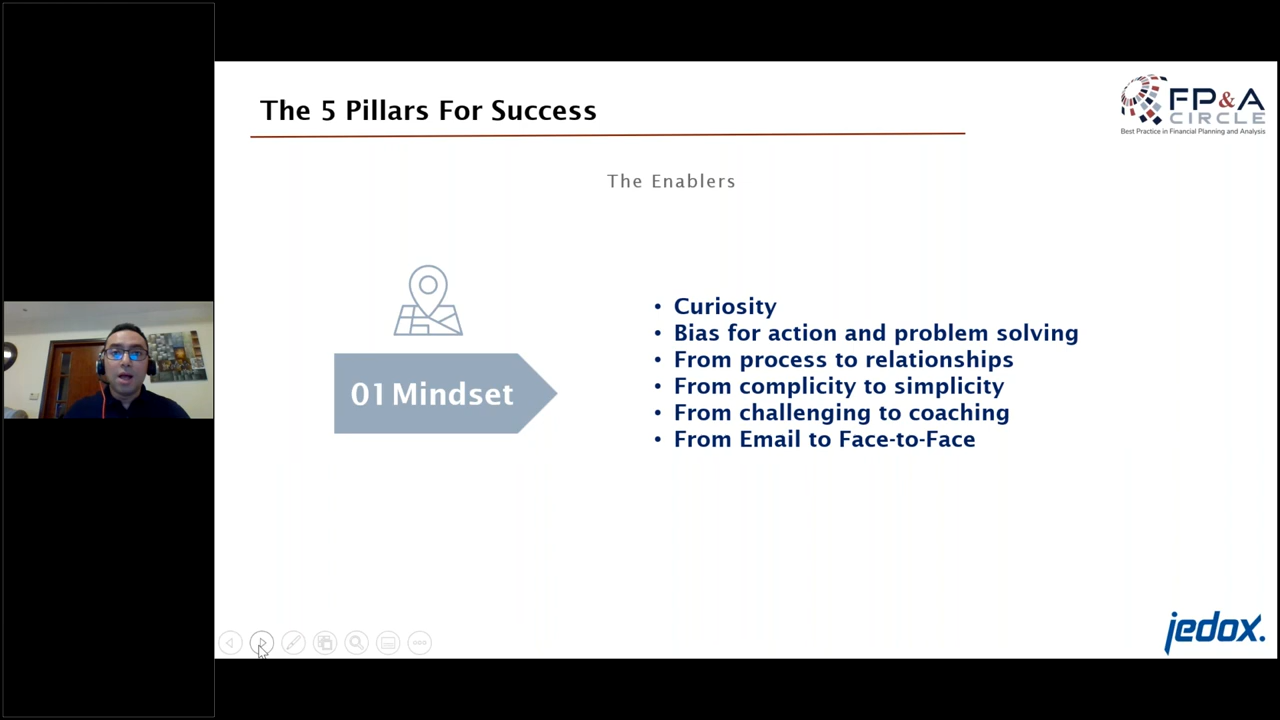 The 5 Pillars For Success
FP&A
CIRCLE
Best Practice in Financial Planning and Analysis
The Enablers
01 Mindset
• Curiosity
• Bias for action and problem solving
• From process to relationships
• From complicity to simplicity
• From challenging to coaching
• From Email to Face-to-Face
jedox.